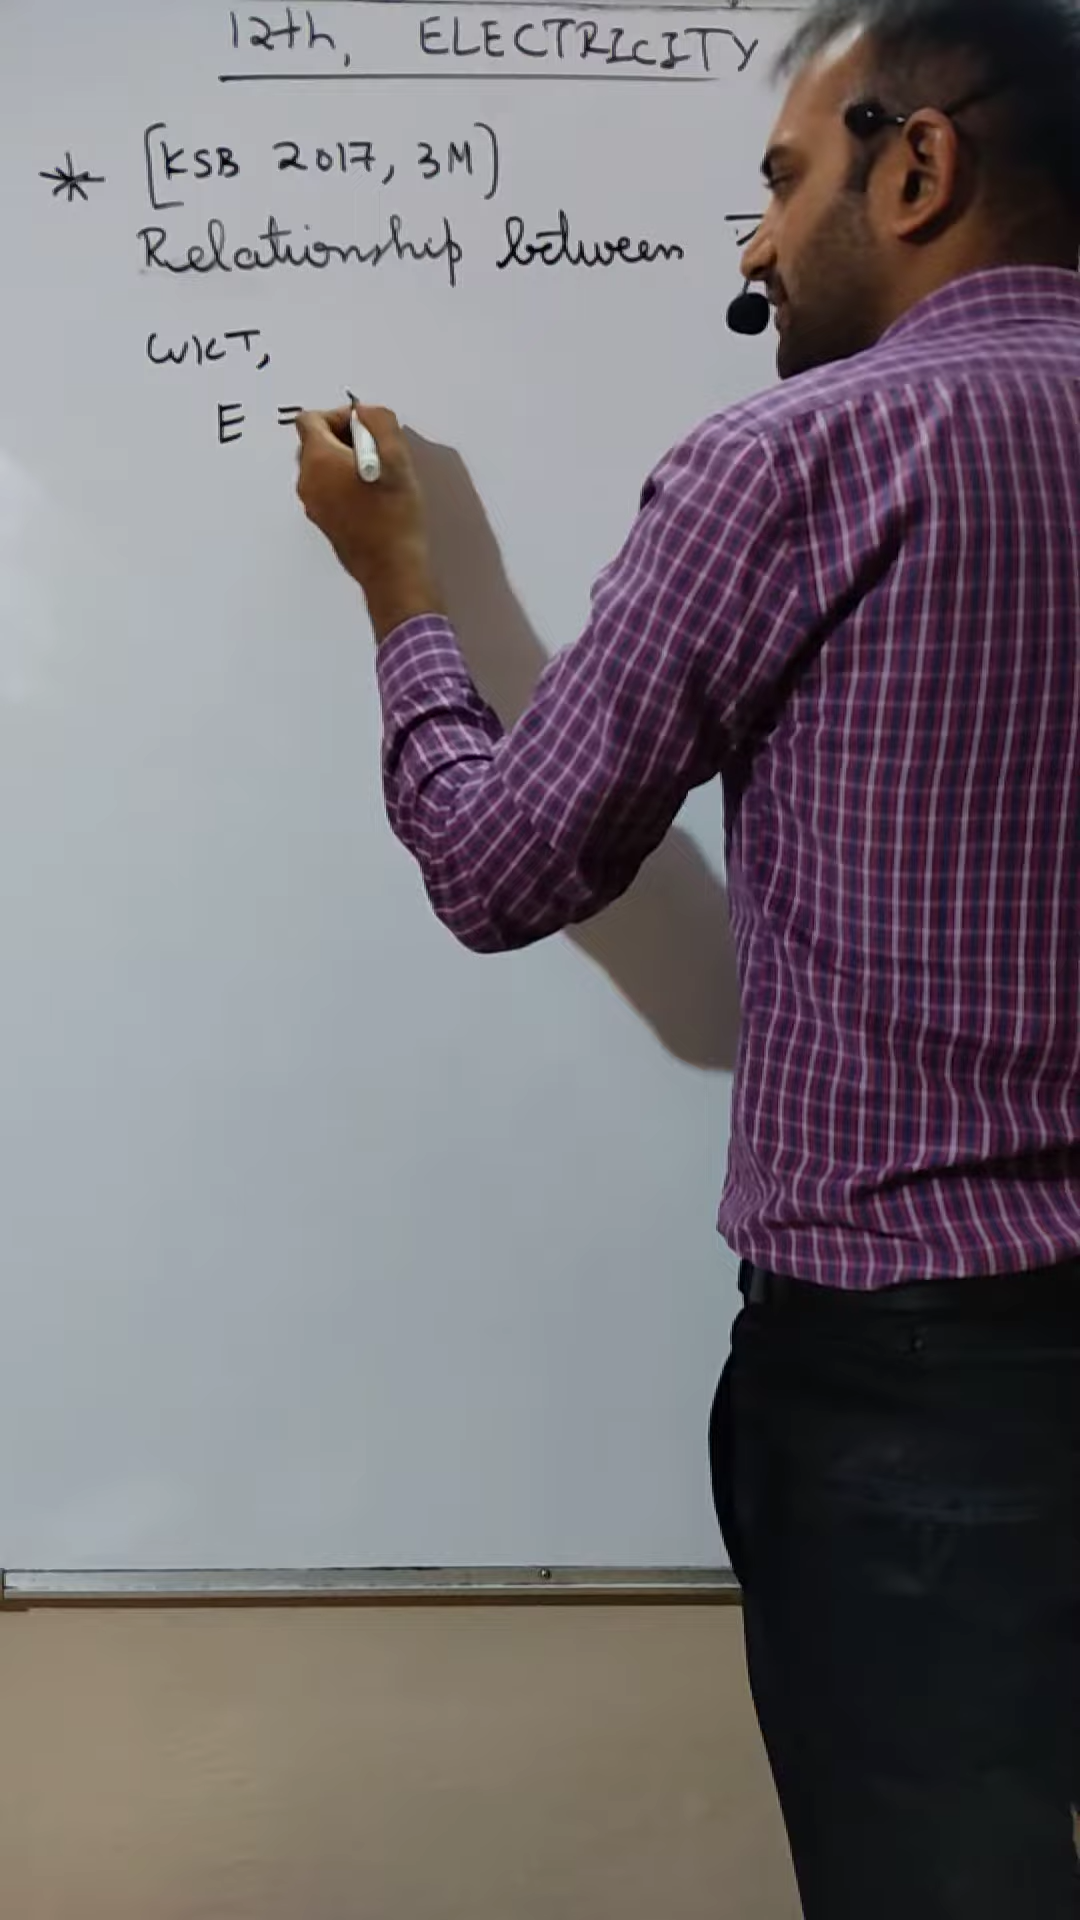 12th, ELECTRICITY
* [KSB 2017, 3M]
Relationship between
WKT,
E =